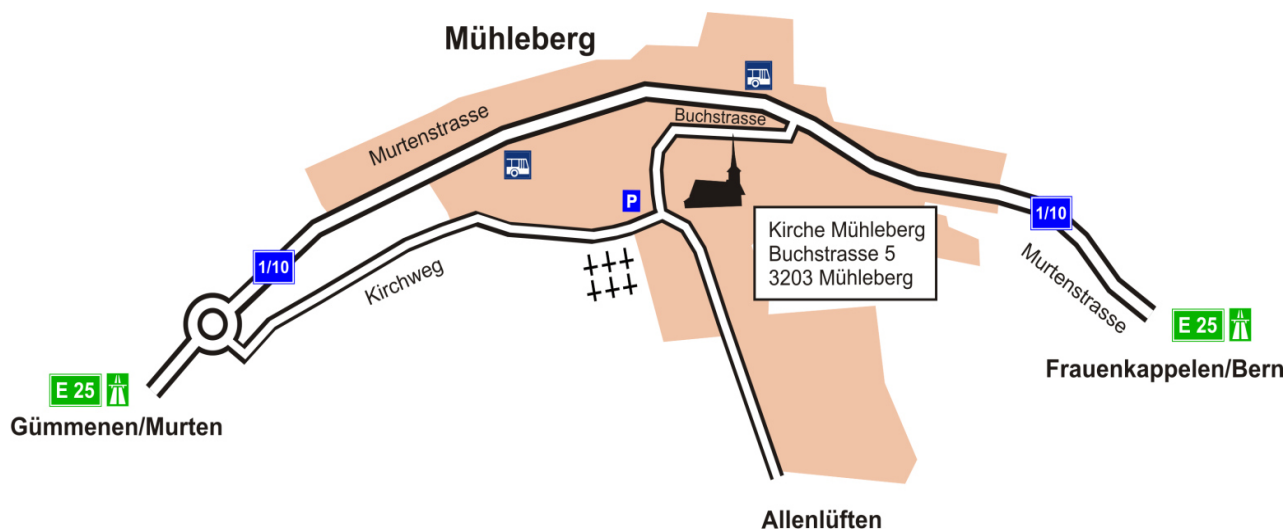 Mühleberg
Buchstrasse
Murtenstrasse
P
Kirche Mühleberg
Buchstrasse 5
3203 Mühleberg
1/10
1/10
Kirchweg
Murtenstrasse
E 25
Frauenkappelen/Bern
E 25
Gümmenen/Murten
Allenlüften